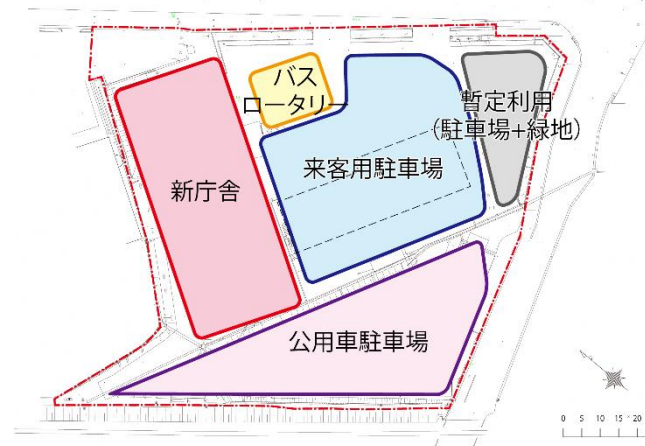 バス
ロータリー
暫定利用
(駐車場+緑地)
来客用駐車場
新庁舎
公用車駐車場
0 5 10 15 20